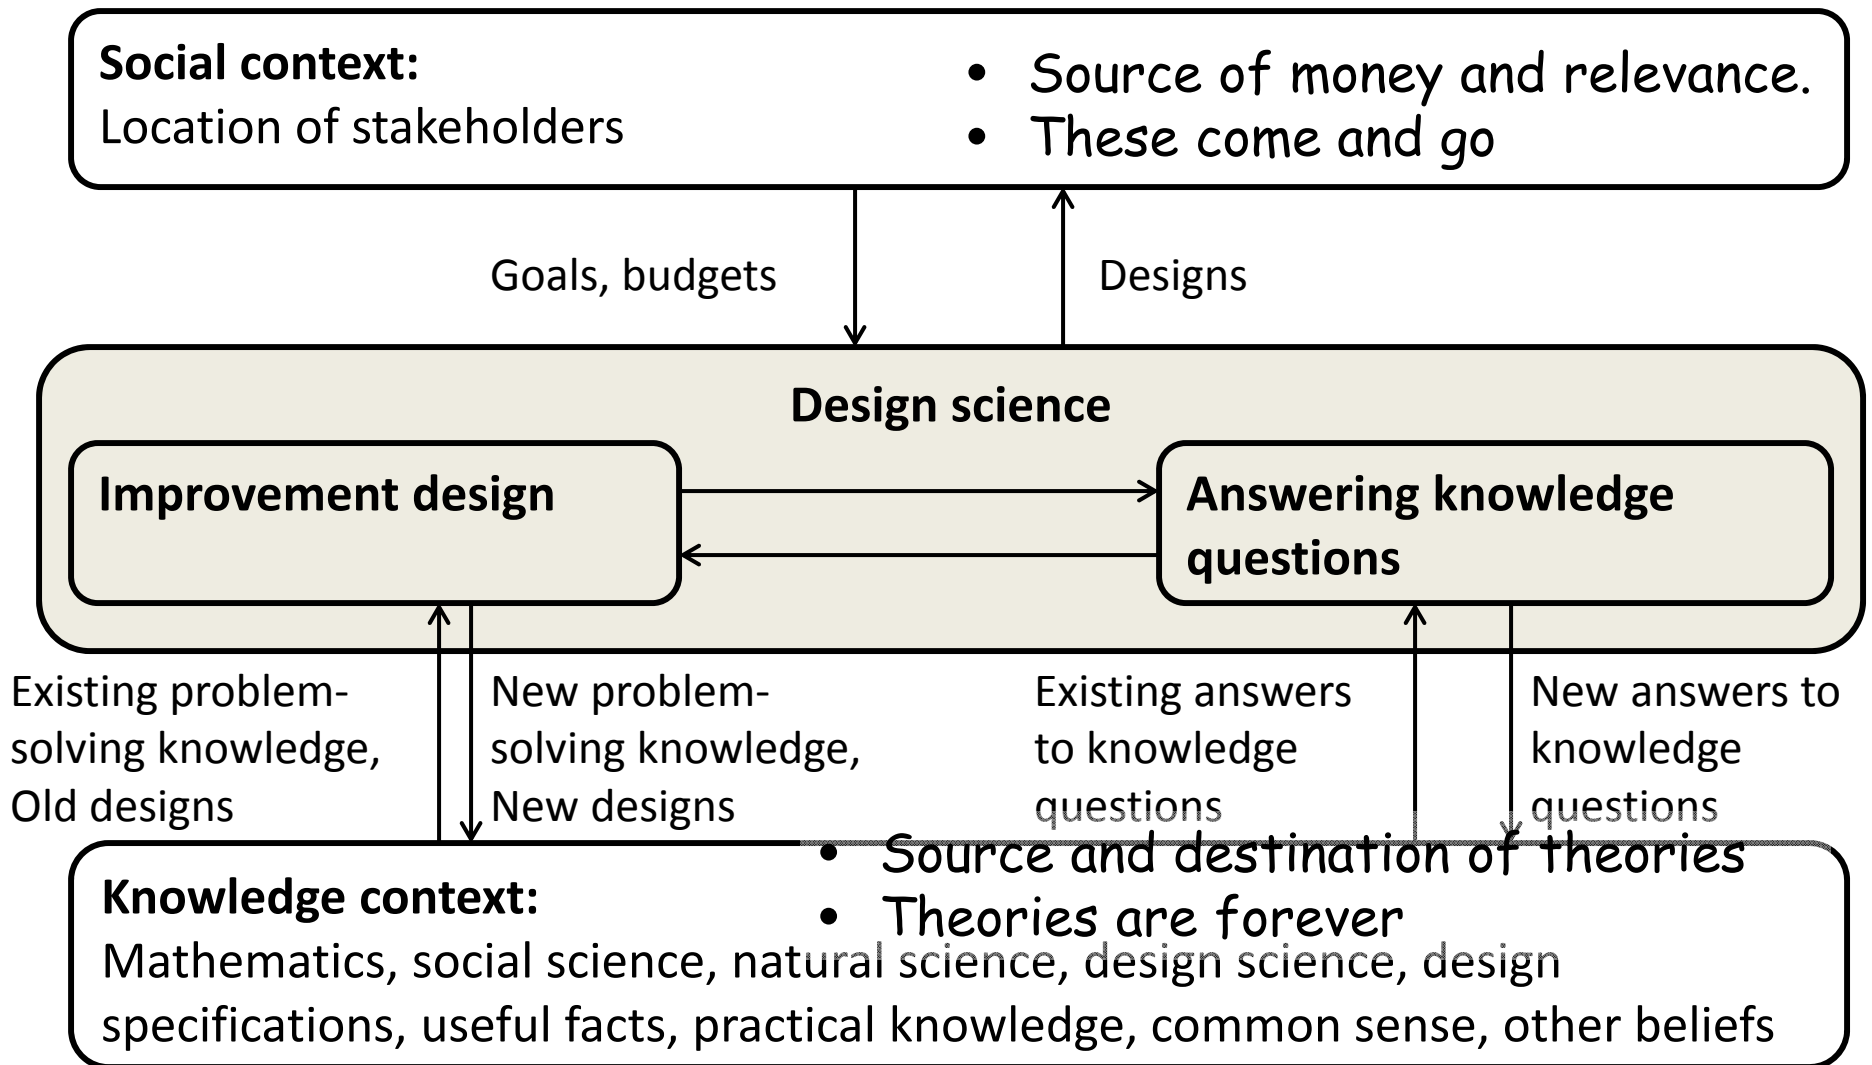 Social context:
Location of stakeholders
• Source of money and relevance.
• These come and go
Goals, budgets
Designs
Design science
Improvement design
Answering knowledge
questions
Existing problem-
solving knowledge,
Old designs
New problem-
solving knowledge,
New designs
Existing answers
to knowledge
questions
New answers to
knowledge
questions
• Source and destination of theories
• Theories are forever
Knowledge context:
Mathematics, social science, natural science, design science, design
specifications, useful facts, practical knowledge, common sense, other beliefs